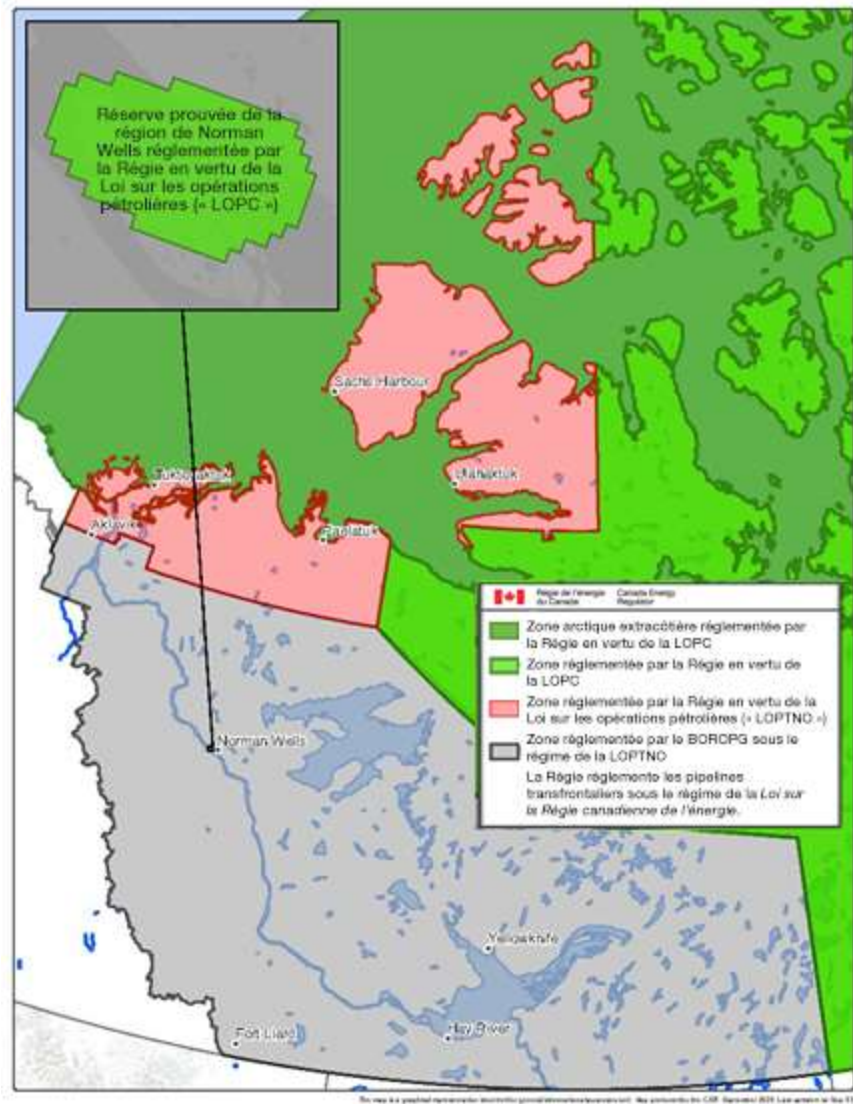 Réserve prouvée de la
région de Norman
Wells réglementée par
la Régie en vertu de la
Loi sur les opérations
pétrolières (« LOPC »)
Sachs Harbour
Ulukhaktuk
Tuktoyaktuk
Aklavik
Paulatuk
Régie de l'énergie
du Canada
Canada Energy
Regulator
Zone arctique extracôtière réglementée par
la Régie en vertu de la LOPC
Zone réglementée par la Régie en vertu de
la LOPC
Zone réglementée par la Régie en vertu de la
Loi sur les opérations pétrolières (« LOPTNO »)
Zone réglementée par le BOROPG sous le
régime de la LOPTNO
La Régie réglemente les pipelines
transfrontaliers sous le régime de la Loi sur
la Régie canadienne de l'énergie.
Norman Wells
Yellowknife
Hay River
Fort Liard